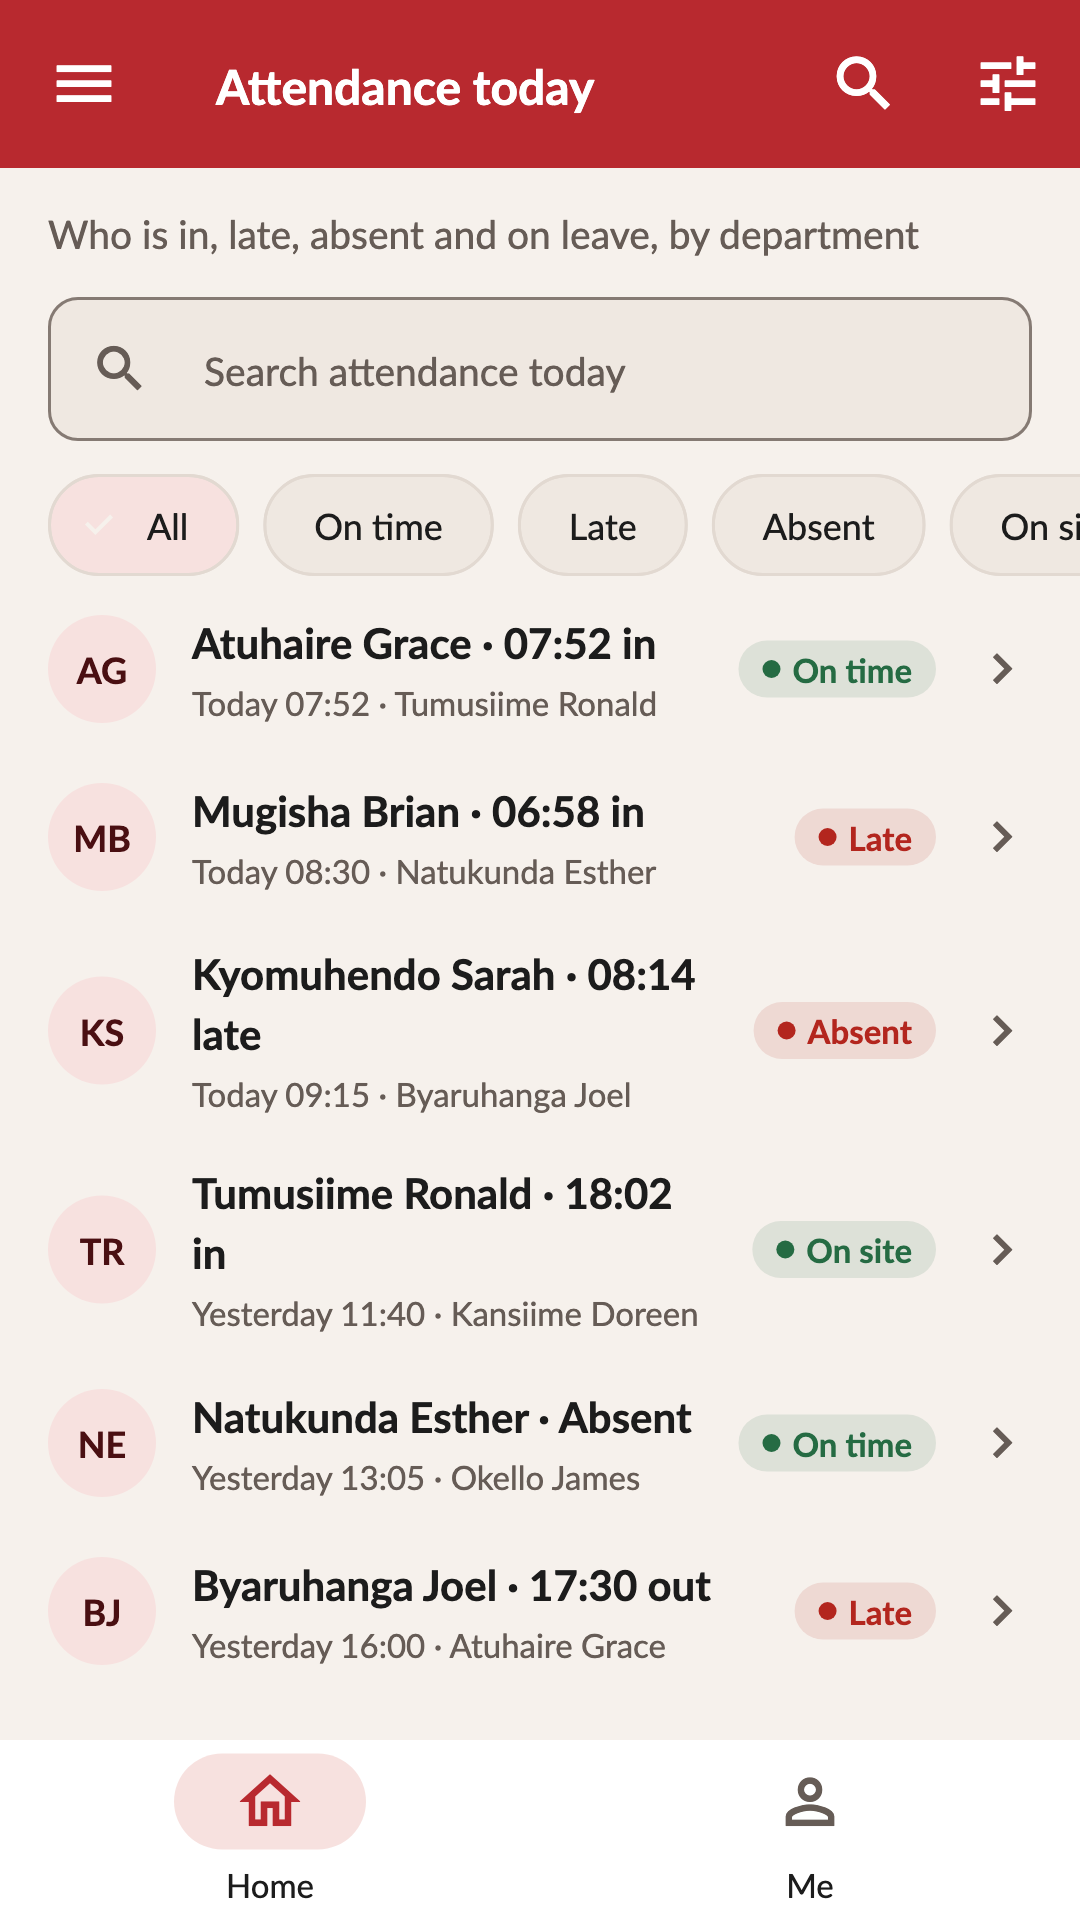 Attendance today
Who is in, late, absent and on leave, by department
Search attendance today
All
On time
Late
Absent
On si
AG
Atuhaire Grace · 07:52 in
Today 07:52 · Tumusiime Ronald
On time
MB
Mugisha Brian · 06:58 in
Today 08:30 · Natukunda Esther
Late
KS
Kyomuhendo Sarah · 08:14
late
Today 09:15 · Byaruhanga Joel
Absent
TR
Tumusiime Ronald · 18:02
in
Yesterday 11:40 · Kansiime Doreen
On site
NE
Natukunda Esther · Absent
Yesterday 13:05 · Okello James
On time
BJ
Byaruhanga Joel · 17:30 out
Yesterday 16:00 · Atuhaire Grace
Late
Home
Me